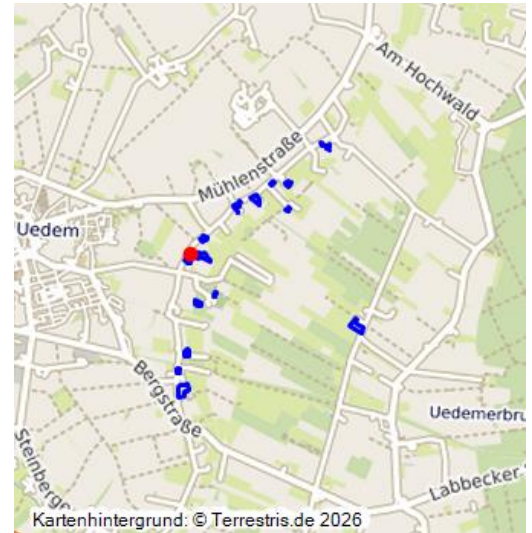 Am Hochwald
Mühlenstraße
Uedem
Bergstraße
Uedemerbru
Steinberge
Labbecker
Kartenhintergrund: © Terrestris.de 2026